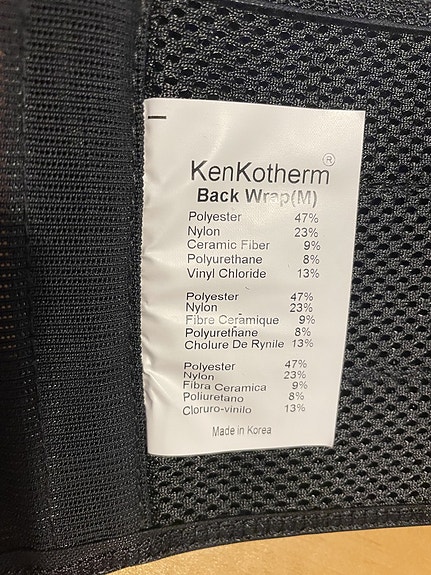 KenKotherm®
Back Wrap(M)
Polyester 47%
Nylon 23%
Ceramic Fiber 9%
Polyurethane 8%
Vinyl Chloride 13%
Polyester 47%
Nylon 23%
Fibre Ceramique 9%
Polyurethane 8%
Cholure De Rynile 13%
Polyester 47%
Nylon 23%
Fibra Ceramica 9%
Poliuretano 8%
Cloruro-vinilo 13%
Made in Korea